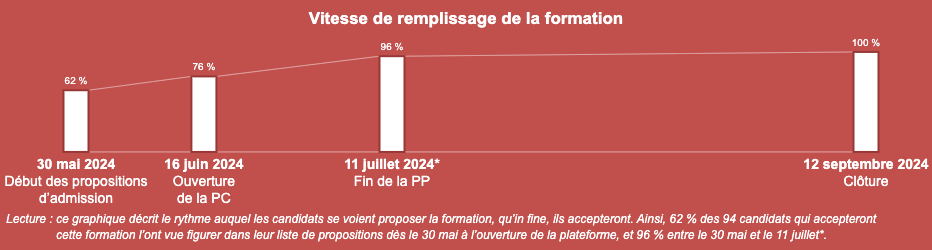 Vitesse de remplissage de la formation
62 %
76 %
96 %
100 %
30 mai 2024
Début des propositions
d'admission
16 juin 2024
Ouverture
de la PC
11 juillet 2024*
Fin de la PP
12 septembre 2024
Clôture
Lecture : ce graphique décrit le rythme auquel les candidats se voient proposer la formation, qu'in fine, ils accepteront. Ainsi, 62 % des 94 candidats qui accepteront
cette formation l'ont vue figurer dans leur liste de propositions dès le 30 mai à l'ouverture de la plateforme, et 96 % entre le 30 mai et le 11 juillet*.